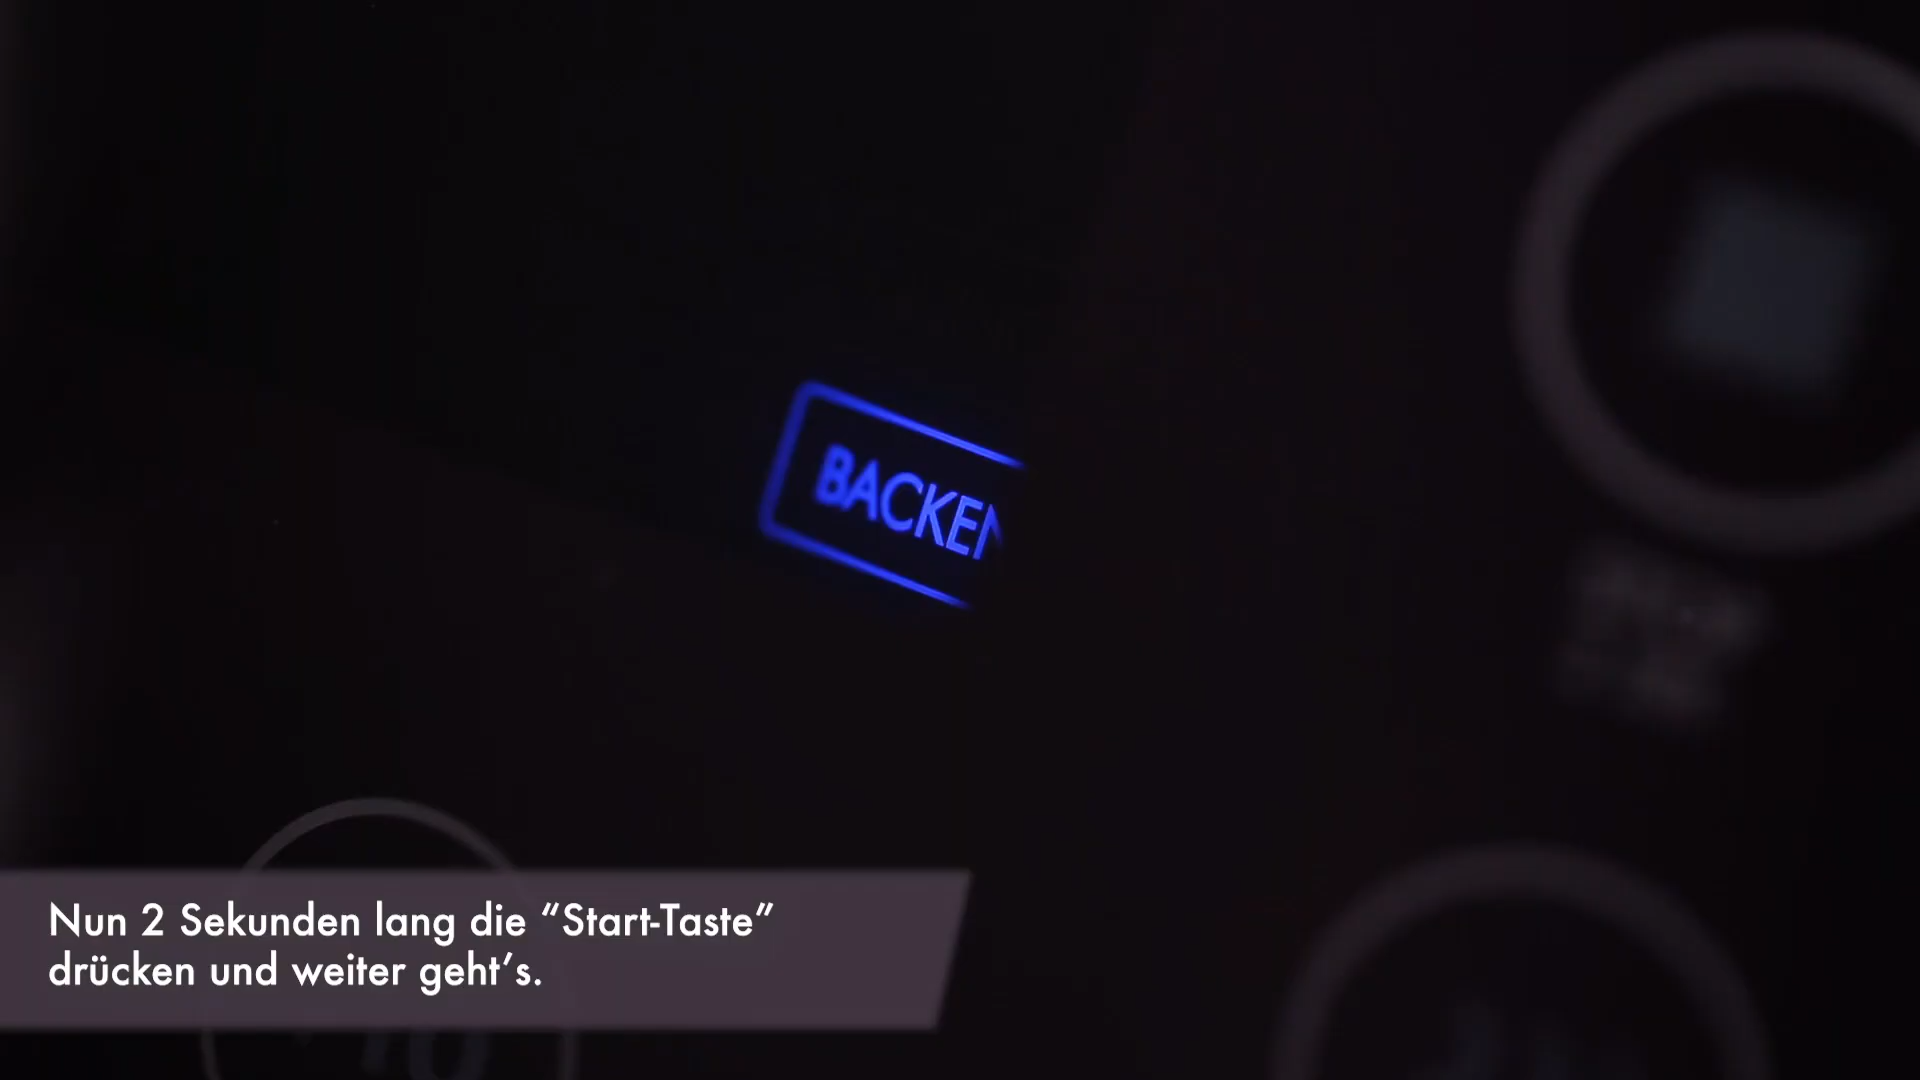 BACKEN
Nun 2 Sekunden lang die “Start-Taste”
drücken und weiter geht’s.